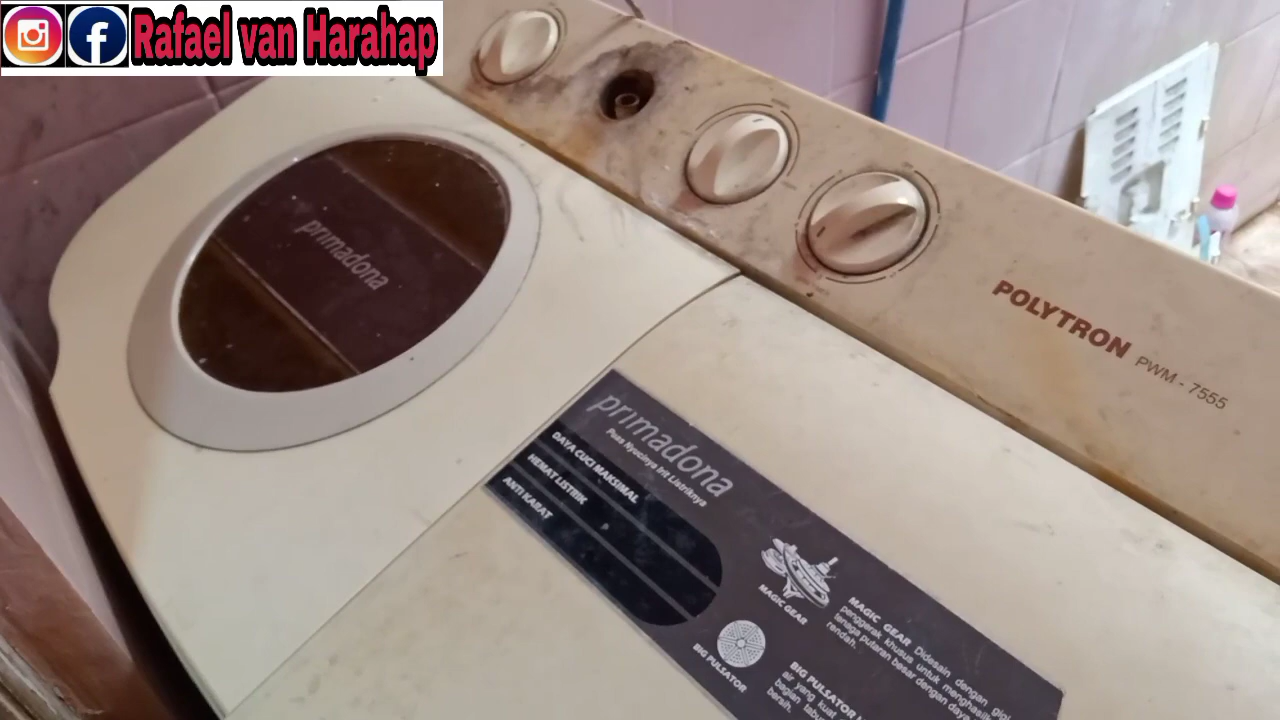 Rafael van Harahap
primadona
POLYTRON PWM - 7555
primadona
Puas Nyucinya Irit Listriknya
DAYA CUCI MAKSIMAL
HEMAT LISTRIK
ANTI KARAT
MAGIC GEAR
MAGIC GEAR Didesain dengan gigi
penggerak khusus untuk menghasilkan
tenaga putaran besar dengan daya
rendah.
BIG PULSATOR
BIG PULSATOR
air yang kuat
bagian
bersih.